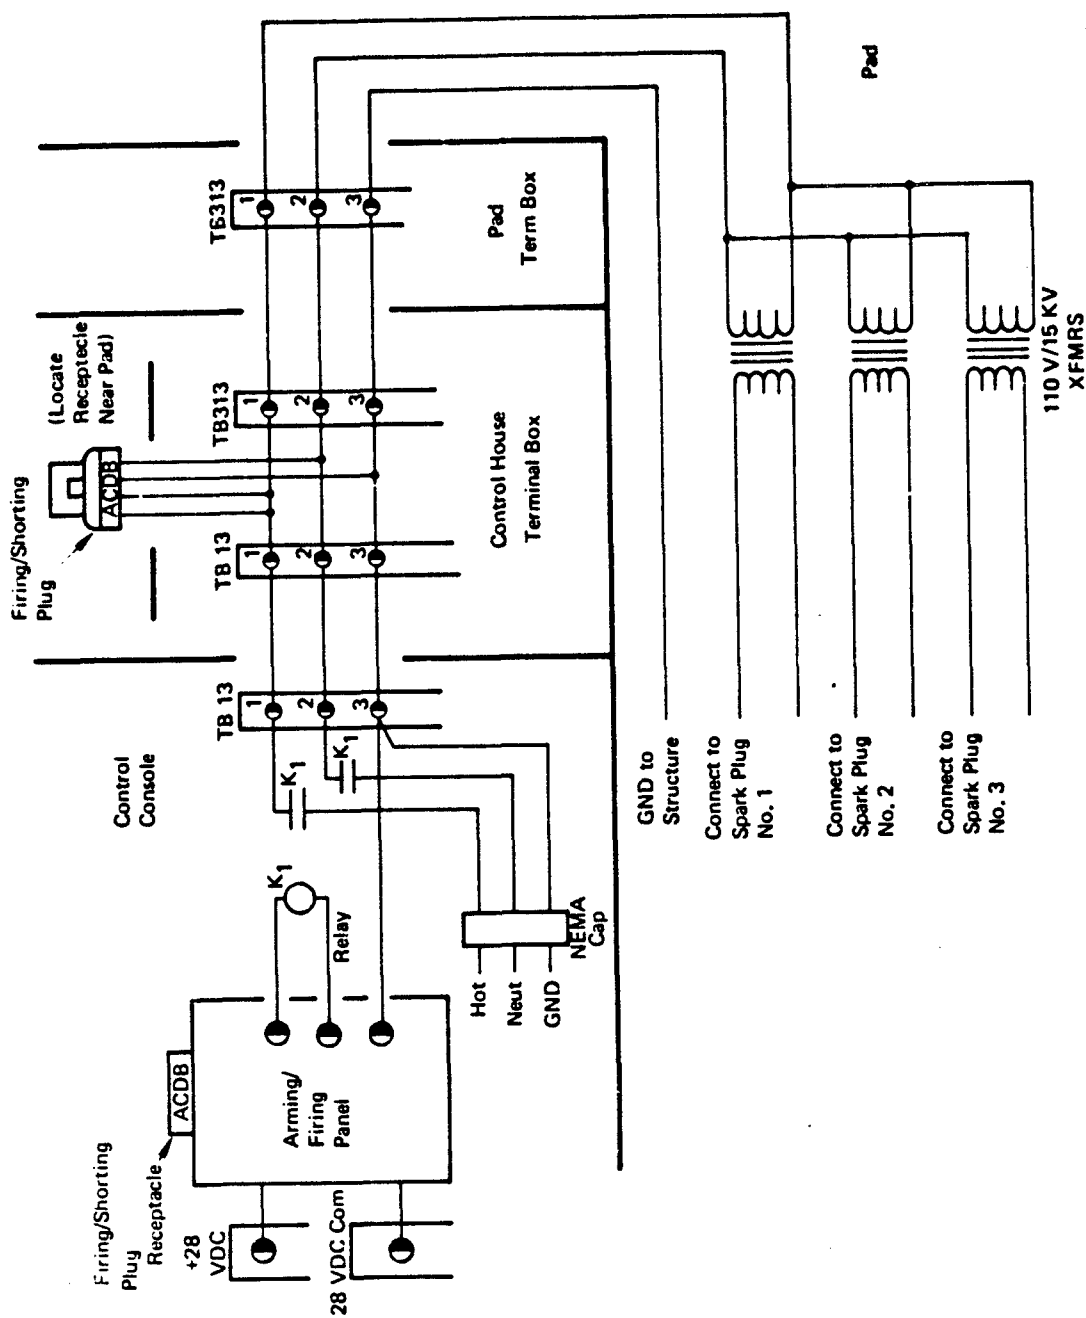 Firing/Shorting
Plug
Receptacle
+28
VDC
28 VDC Com
ACDB
Arming/
Firing
Panel
K1
Relay
Hot
Neut
GND
NEMA
Cap
Control
Console
K1
K1
TB 13
1
2
3
Firing/Shorting
Plug
ACDB
(Locate
Receptecle
Near Pad)
TB 13
1
2
3
TB313
1
2
3
Control House
Terminal Box
TB313
1
2
3
Pad
Term Box
Pad
GND to
Structure
Connect to
Spark Plug
No. 1
Connect to
Spark Plug
No. 2
Connect to
Spark Plug
No. 3
110 V/15 KV
XFMRS